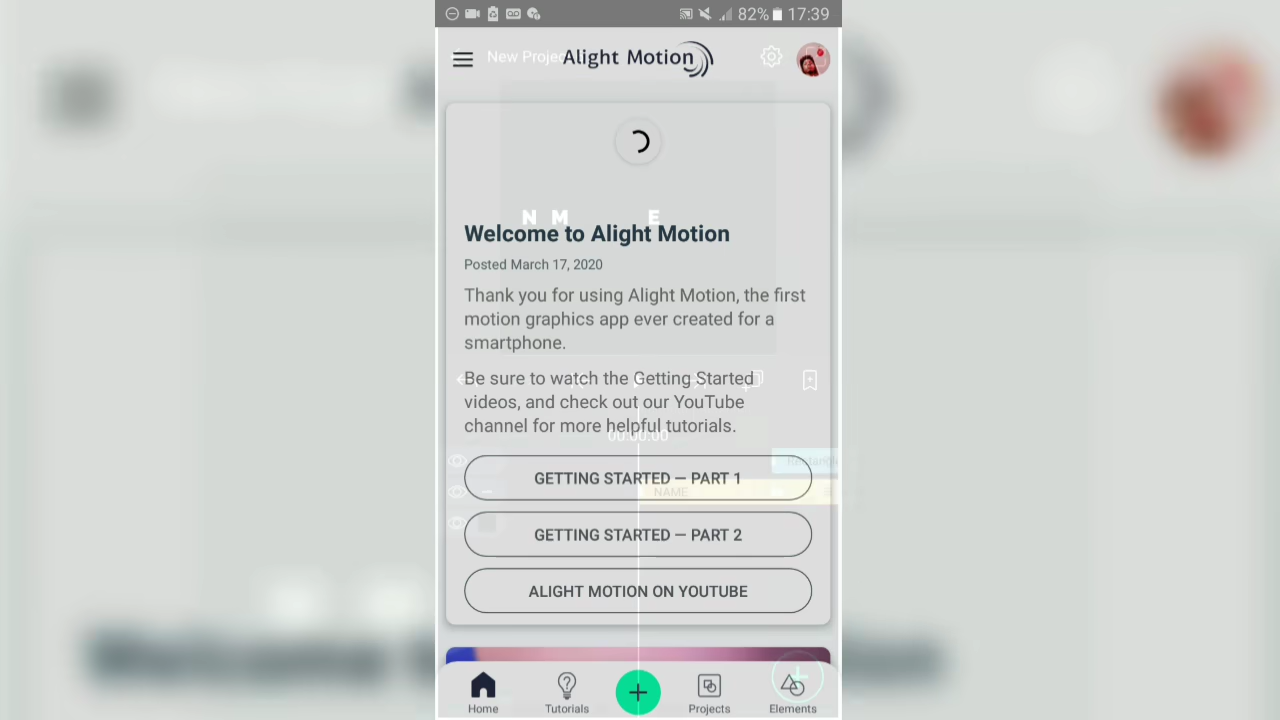 82% 17:39
New Projec
Alight Motion
N M E
Welcome to Alight Motion
Posted March 17, 2020
Thank you for using Alight Motion, the first
motion graphics app ever created for a
smartphone.
Be sure to watch the Getting Started
videos, and check out our YouTube
channel for more helpful tutorials.
00:00:00
Rectangle
GETTING STARTED — PART 1
NAME
GETTING STARTED — PART 2
ALIGHT MOTION ON YOUTUBE
Home Tutorials Projects Elements